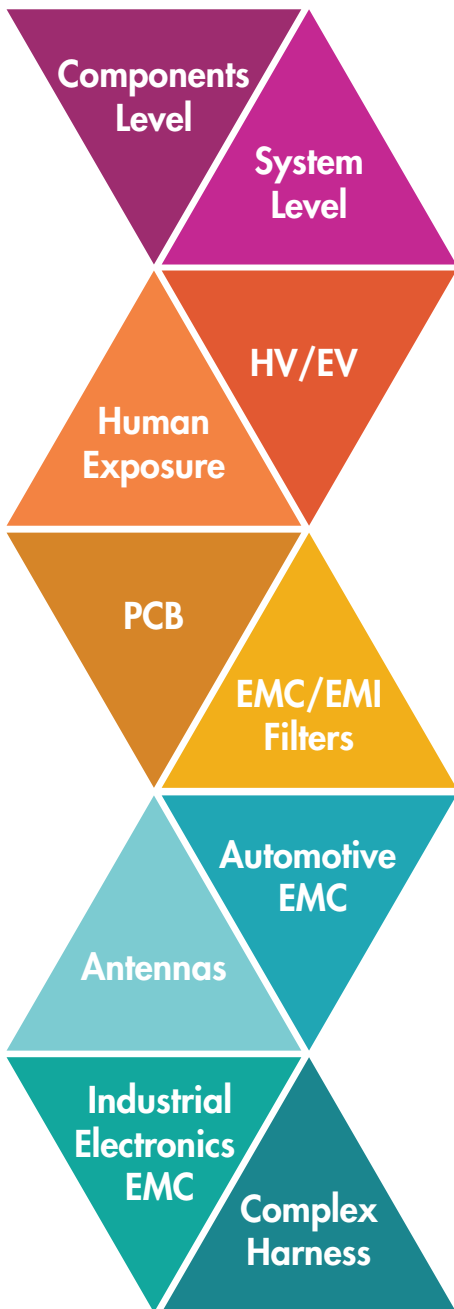 Components
Level
System
Level
HV/EV
Human
Exposure
PCB
EMC/EMI
Filters
Automotive
EMC
Antennas
Industrial
Electronics
EMC
Complex
Harness